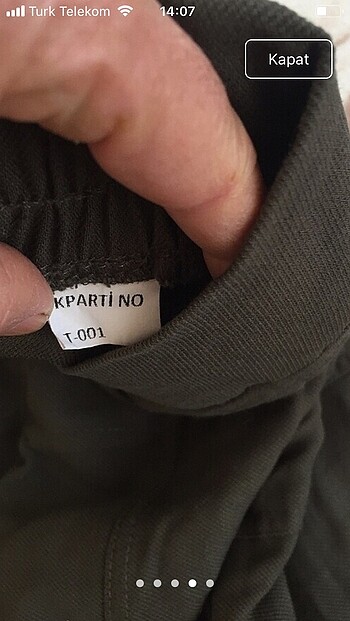 Turk Telekom
14:07
Kapat
KPARTİ NO
T-001